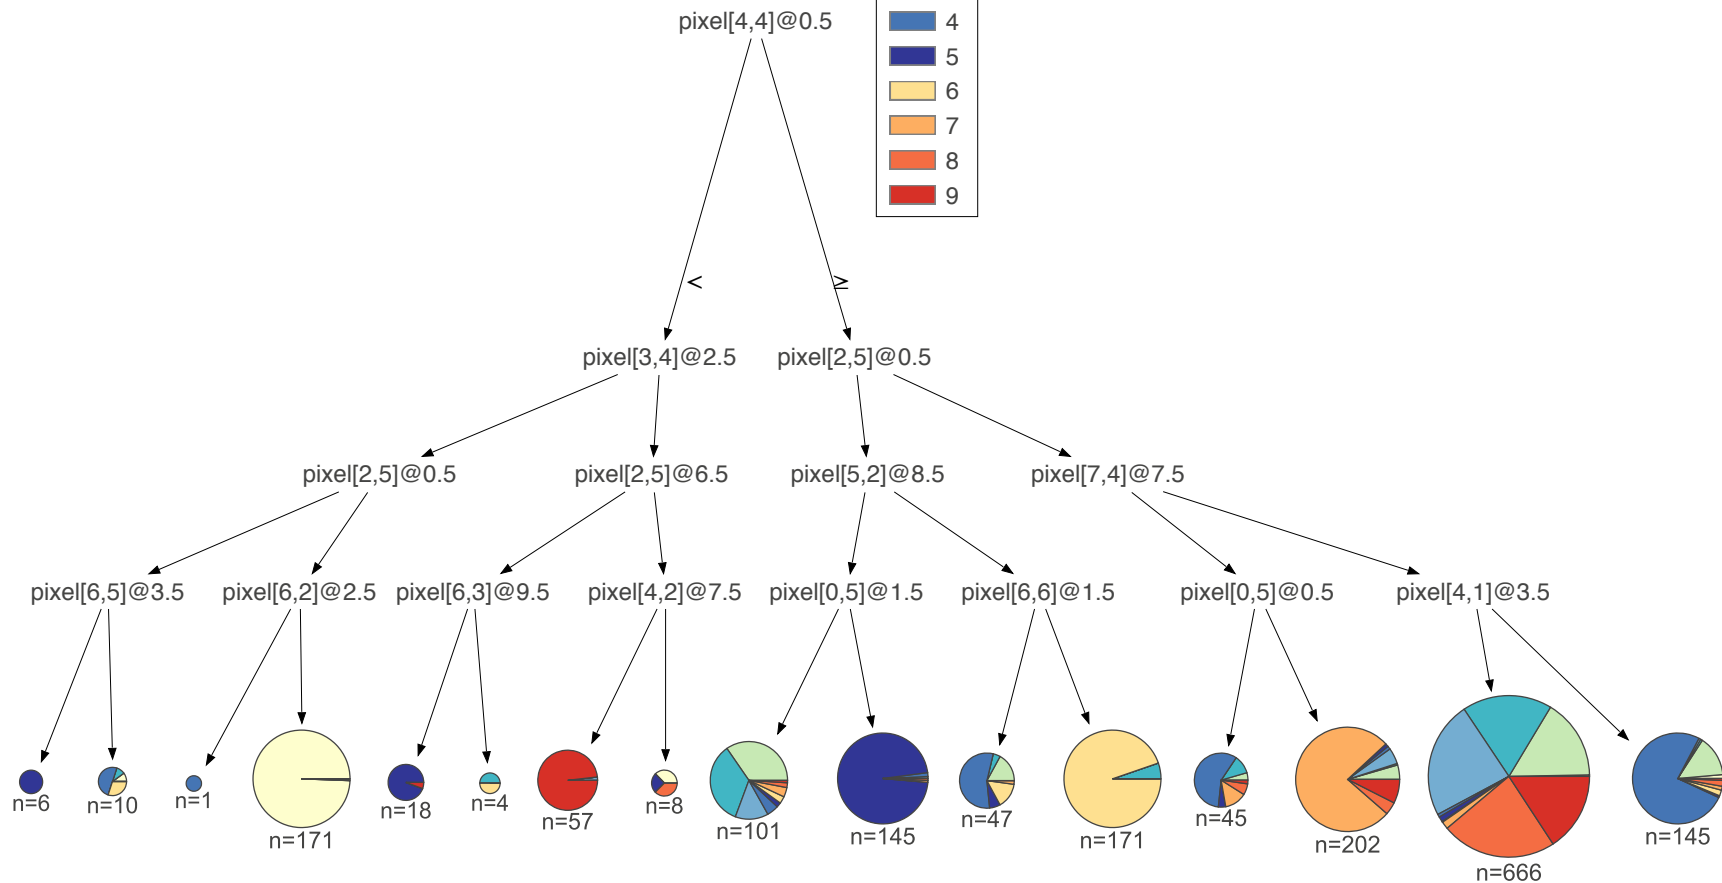 pixel[4,4]@0.5
4
5
6
7
8
9
<
≥
pixel[3,4]@2.5
pixel[2,5]@0.5
pixel[2,5]@0.5
pixel[2,5]@6.5
pixel[5,2]@8.5
pixel[7,4]@7.5
pixel[6,5]@3.5
pixel[6,2]@2.5
pixel[6,3]@9.5
pixel[4,2]@7.5
pixel[0,5]@1.5
pixel[6,6]@1.5
pixel[0,5]@0.5
pixel[4,1]@3.5
n=6
n=10
n=1
n=171
n=18
n=4
n=57
n=8
n=101
n=145
n=47
n=171
n=45
n=202
n=666
n=145